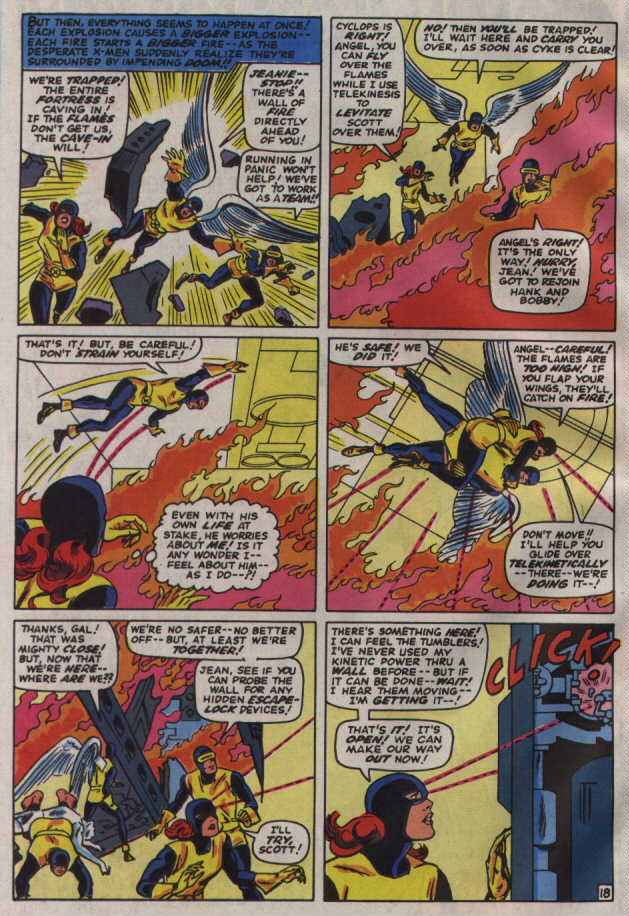 BUT THEN, EVERYTHING SEEMS TO HAPPEN AT ONCE!
EACH EXPLOSION CAUSES A BIGGER EXPLOSION--
EACH FIRE STARTS A BIGGER FIRE--AS THE
DESPERATE X-MEN SUDDENLY REALIZE THEY'RE
SURROUNDED BY IMPENDING DOOM!!
WE'RE TRAPPED!
THE ENTIRE
FORTRESS IS
CAVING IN!
IF THE FLAMES
DON'T GET US,
THE CAVE-IN
WILL!
JEANIE--
STOP!!
THERE'S A
WALL OF
FIRE
DIRECTLY
AHEAD
OF YOU!
RUNNING IN
PANIC WON'T
HELP! WE'VE
GOT TO WORK
AS A TEAM!!
CYCLOPS IS
RIGHT!
ANGEL, YOU
CAN FLY
OVER THE
FLAMES
WHILE I USE
TELEKINESIS
TO
LEVITATE
SCOTT
OVER THEM!
NO! THEN YOU'LL BE TRAPPED!
I'LL WAIT HERE AND CARRY YOU
OVER, AS SOON AS CYKE IS CLEAR!
ANGEL'S RIGHT!
IT'S THE ONLY
WAY! HURRY
JEAN! WE'VE
GOT TO REJOIN
HANK AND
BOBBY!
THAT'S IT! BUT, BE CAREFUL!
DON'T STRAIN YOURSELF!
EVEN WITH HIS
OWN LIFE AT
STAKE, HE WORRIES
ABOUT ME! IS IT
ANY WONDER I--
FEEL ABOUT HIM--
AS I DO--?!
HE'S SAFE! WE
DID IT!
ANGEL--CAREFUL!
THE FLAMES ARE
TOO HIGH! IF
YOU FLAP YOUR
WINGS, THEY'LL
CATCH ON FIRE!
DON'T MOVE!!
I'LL HELP YOU
GLIDE OVER
TELEKINETICALLY
--THERE--WE'RE
DOING IT--!
THANKS, GAL!
THAT WAS
MIGHTY CLOSE!
BUT, NOW THAT
WE'RE HERE--
WHERE ARE WE??
WE'RE NO SAFER--NO BETTER
OFF--BUT, AT LEAST WE'RE
TOGETHER!
JEAN, SEE IF YOU
CAN PROBE THE
WALL FOR ANY
HIDDEN ESCAPE-
LOCK DEVICES!
I'LL
TRY,
SCOTT!
THERE'S SOMETHING HERE!
I CAN FEEL THE TUMBLERS!
I'VE NEVER USED MY
KINETIC POWER THRU A
WALL BEFORE--BUT IF
IT CAN BE DONE--WAIT!
I HEAR THEM MOVING--
I'M GETTING IT--!
CLICK!
THAT'S IT! IT'S
OPEN! WE CAN
MAKE OUR WAY
OUT NOW!
18